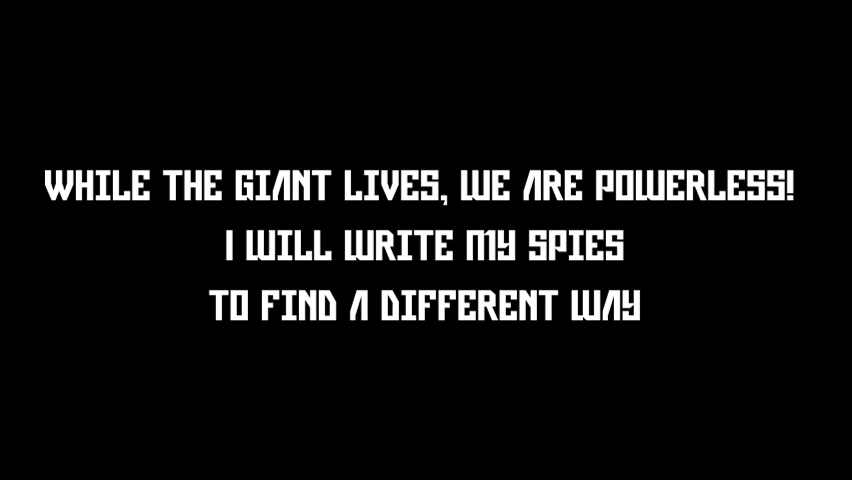 WHILE THE GIANT LIVES, WE ARE POWERLESS!
I WILL WRITE MY SPIES
TO FIND A DIFFERENT WAY